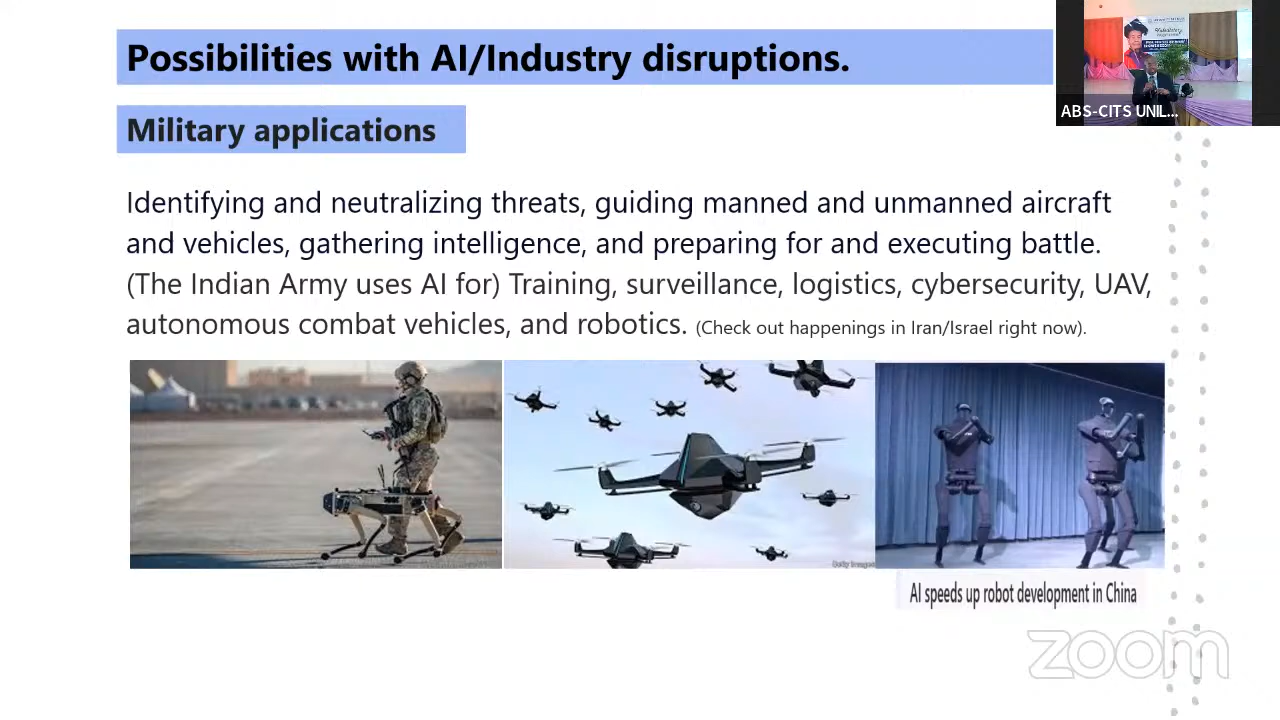 Possibilities with AI/Industry disruptions.
ABS-CITS UNIL...
Military applications
Identifying and neutralizing threats, guiding manned and unmanned aircraft
and vehicles, gathering intelligence, and preparing for and executing battle.
(The Indian Army uses AI for) Training, surveillance, logistics, cybersecurity, UAV,
autonomous combat vehicles, and robotics. (Check out happenings in Iran/Israel right now).
Getty Images
AI speeds up robot development in China
zoom